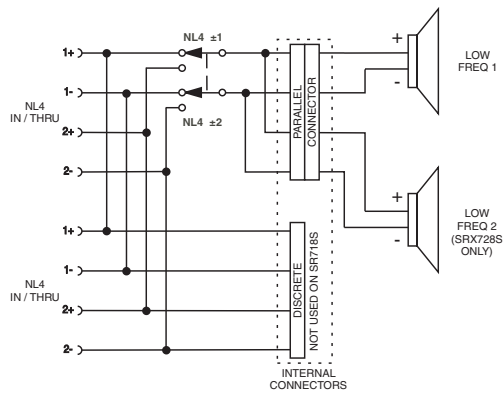 NL4 ±1
1+
1-
NL4
IN / THRU
2+
2-
NL4 ±2
PARALLEL
CONNECTOR
+
-
LOW
FREQ 1
+
-
LOW
FREQ 2
(SRX728S
ONLY)
1+
1-
NL4
IN / THRU
2+
2-
DISCRETE
NOT USED ON SR718S
INTERNAL
CONNECTORS